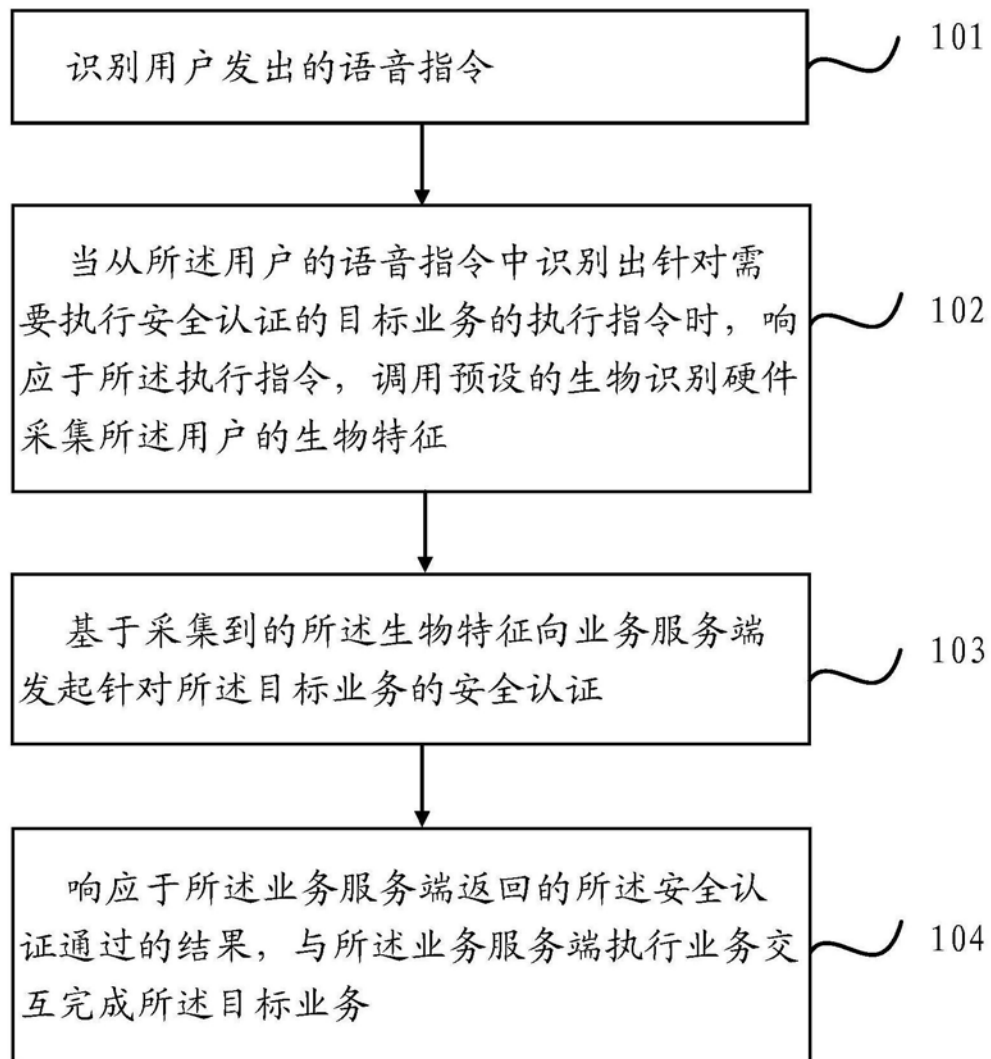 识别用户发出的语音指令
101
当从所述用户的语音指令中识别出针对需
要执行安全认证的目标业务的执行指令时，响
应于所述执行指令，调用预设的生物识别硬件
采集所述用户的生物特征
102
基于采集到的所述生物特征向业务服务端
发起针对所述目标业务的安全认证
103
响应于所述业务服务端返回的所述安全认
证通过的结果，与所述业务服务端执行业务交
互完成所述目标业务
104